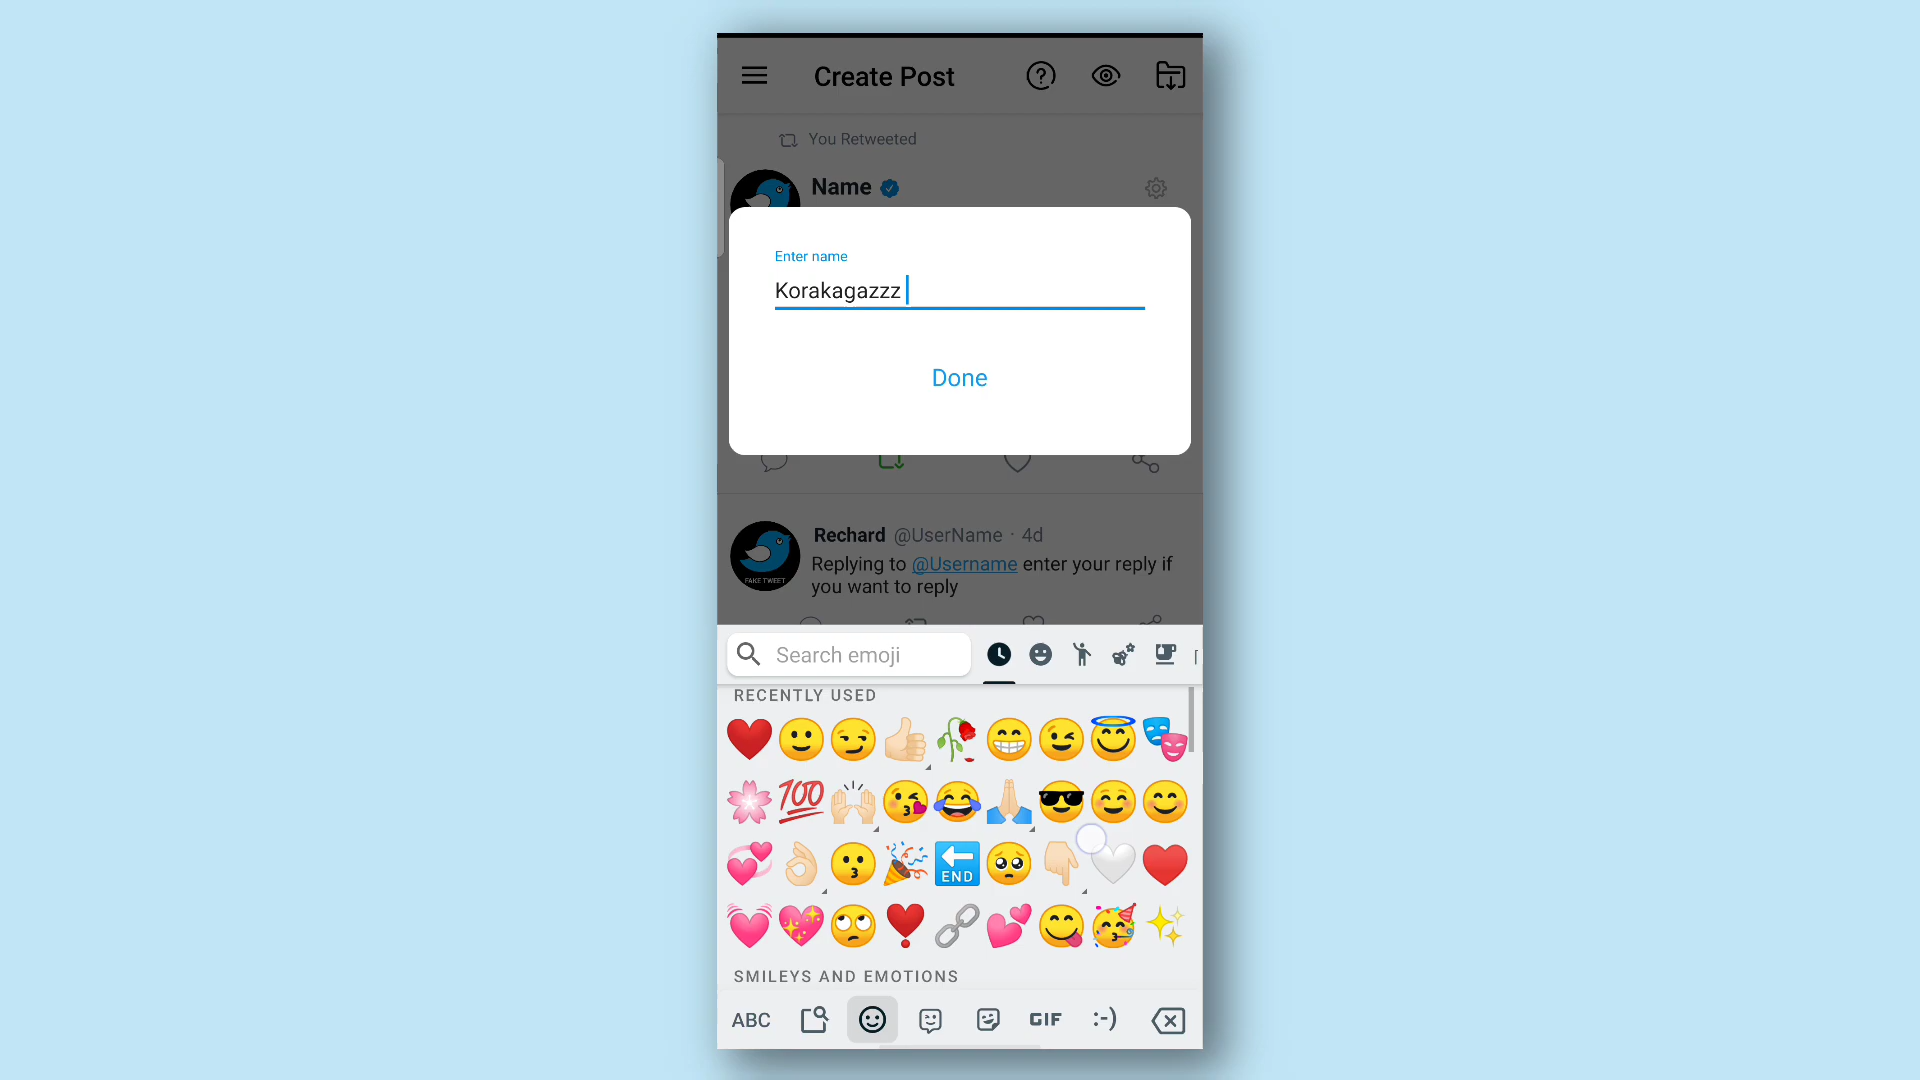 Create Post
You Retweeted
Name
Enter name
Korakagazzz
Done
Rechard @UserName · 4d
Replying to @Username enter your reply if
you want to reply
FAKE TWEET
Search emoji
RECENTLY USED
100
END
SMILEYS AND EMOTIONS
ABC
GIF
:-)